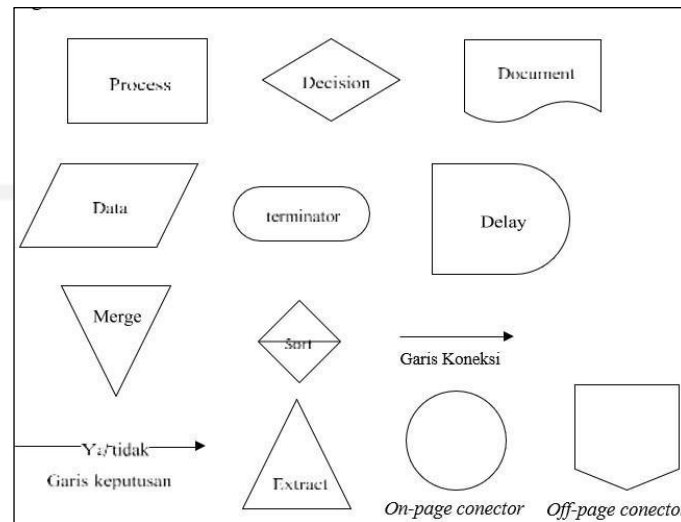 Process
Decision
Document
Data
terminator
Delay
Merge
Sort
Garis Koneksi
Ya/tidak
Garis keputusan
Extract
On-page conector
Off-page conector